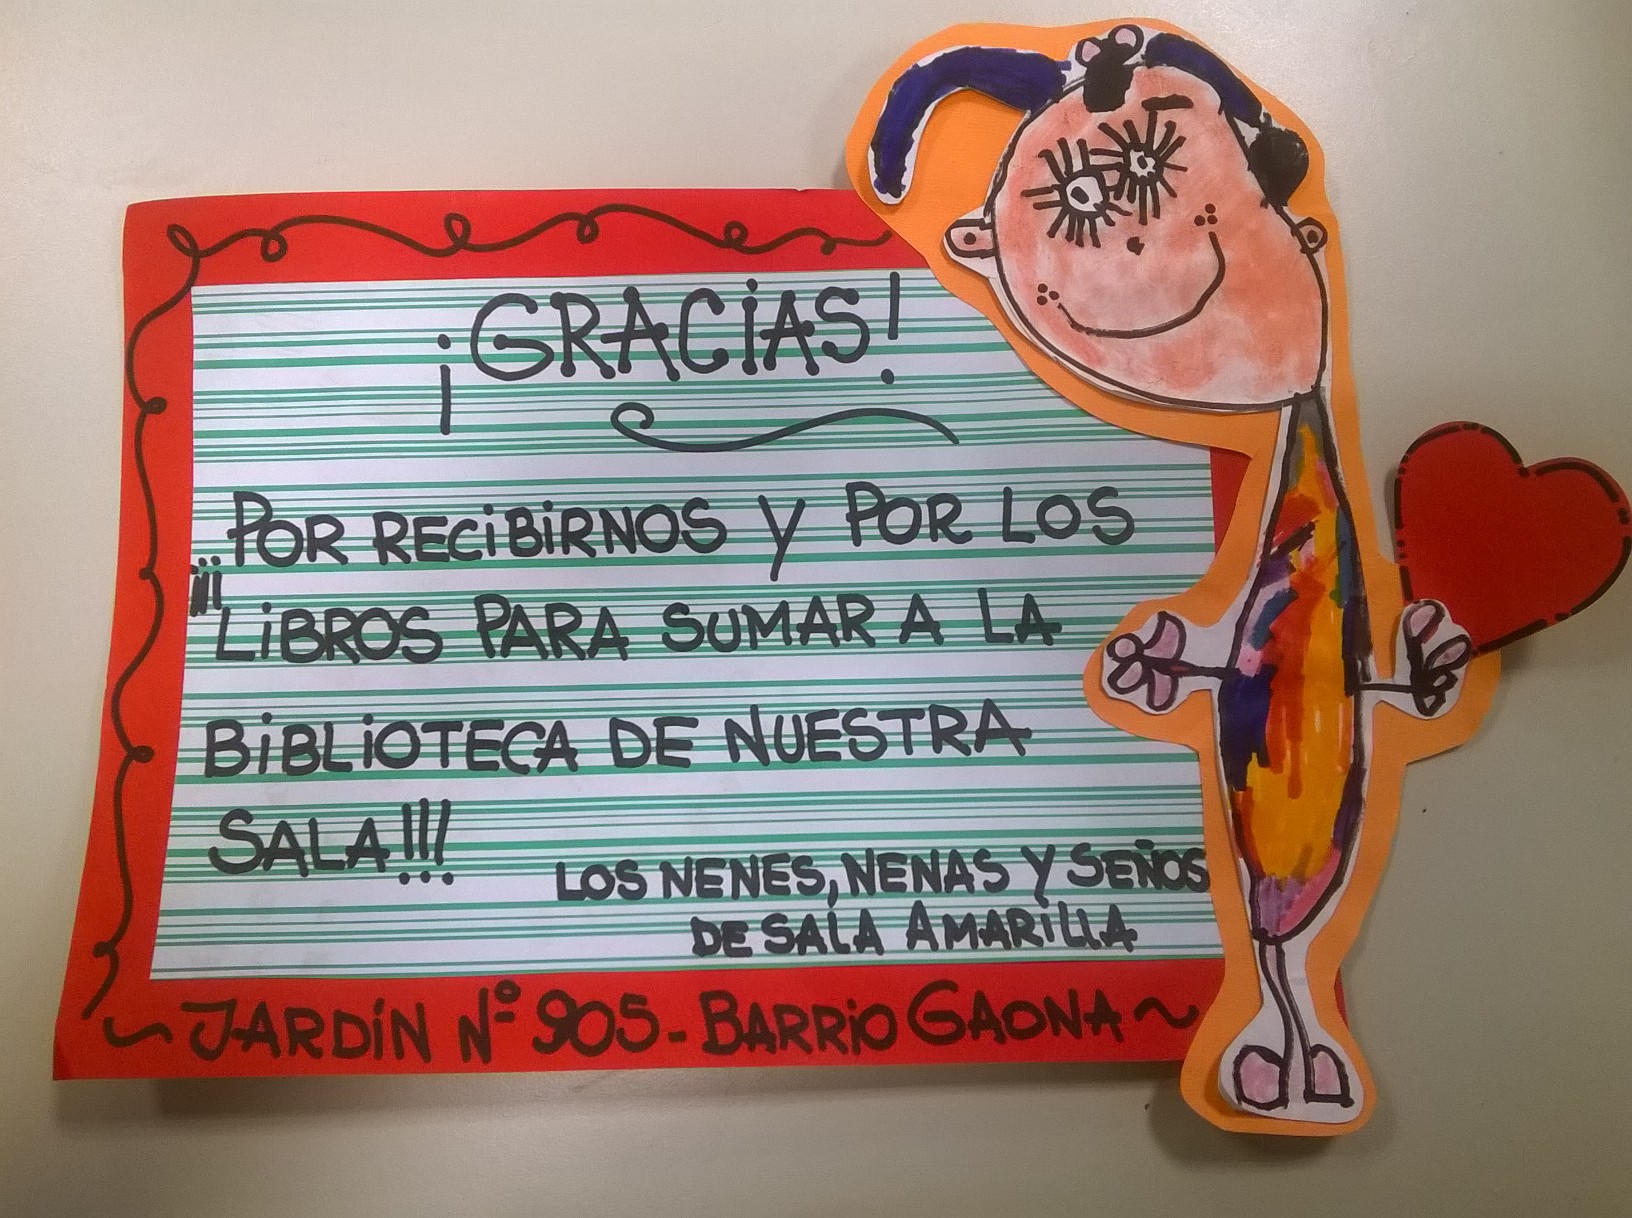 ¡GRACIAS!
POR RECIBIRNOS Y POR LOS
¡¡¡LIBROS PARA SUMAR A LA
BIBLIOTECA DE NUESTRA
SALA!!!
LOS NENES, NENAS Y SEÑOS
DE SALA AMARILLA
~ JARDÍN Nº 905 - BARRIO GAONA ~